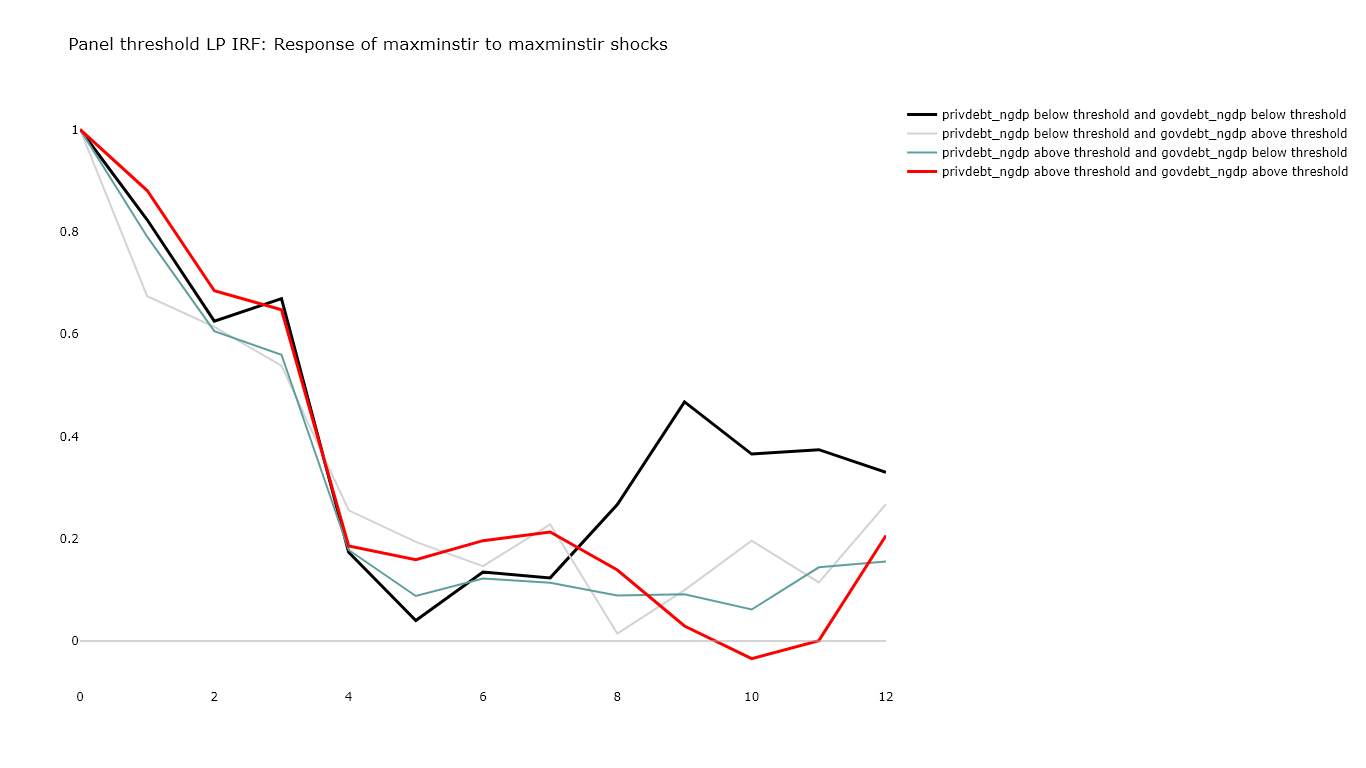 Panel threshold LP IRF: Response of maxminstir to maxminstir shocks
privdebt_ngdp below threshold and govdebt_ngdp below threshold
privdebt_ngdp below threshold and govdebt_ngdp above threshold
privdebt_ngdp above threshold and govdebt_ngdp below threshold
privdebt_ngdp above threshold and govdebt_ngdp above threshold
1
0.8
0.6
0.4
0.2
0
0 2 4 6 8 10 12